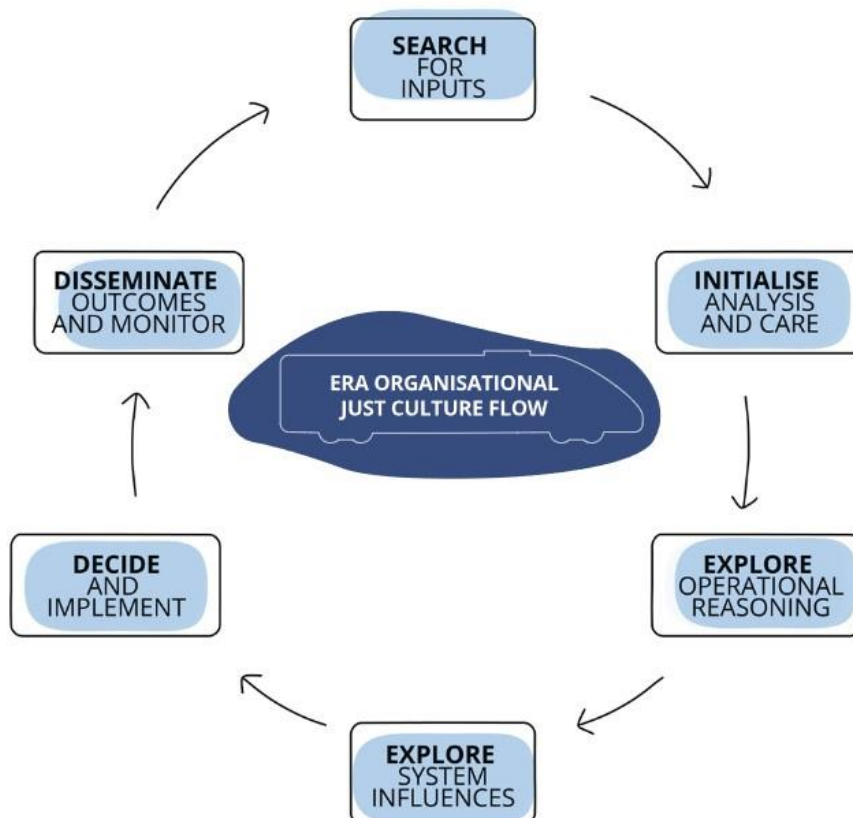 SEARCH
FOR
INPUTS
INITIALISE
ANALYSIS
AND CARE
EXPLORE
OPERATIONAL
REASONING
EXPLORE
SYSTEM
INFLUENCES
DECIDE
AND
IMPLEMENT
DISSEMINATE
OUTCOMES
AND MONITOR
ERA ORGANISATIONAL
JUST CULTURE FLOW